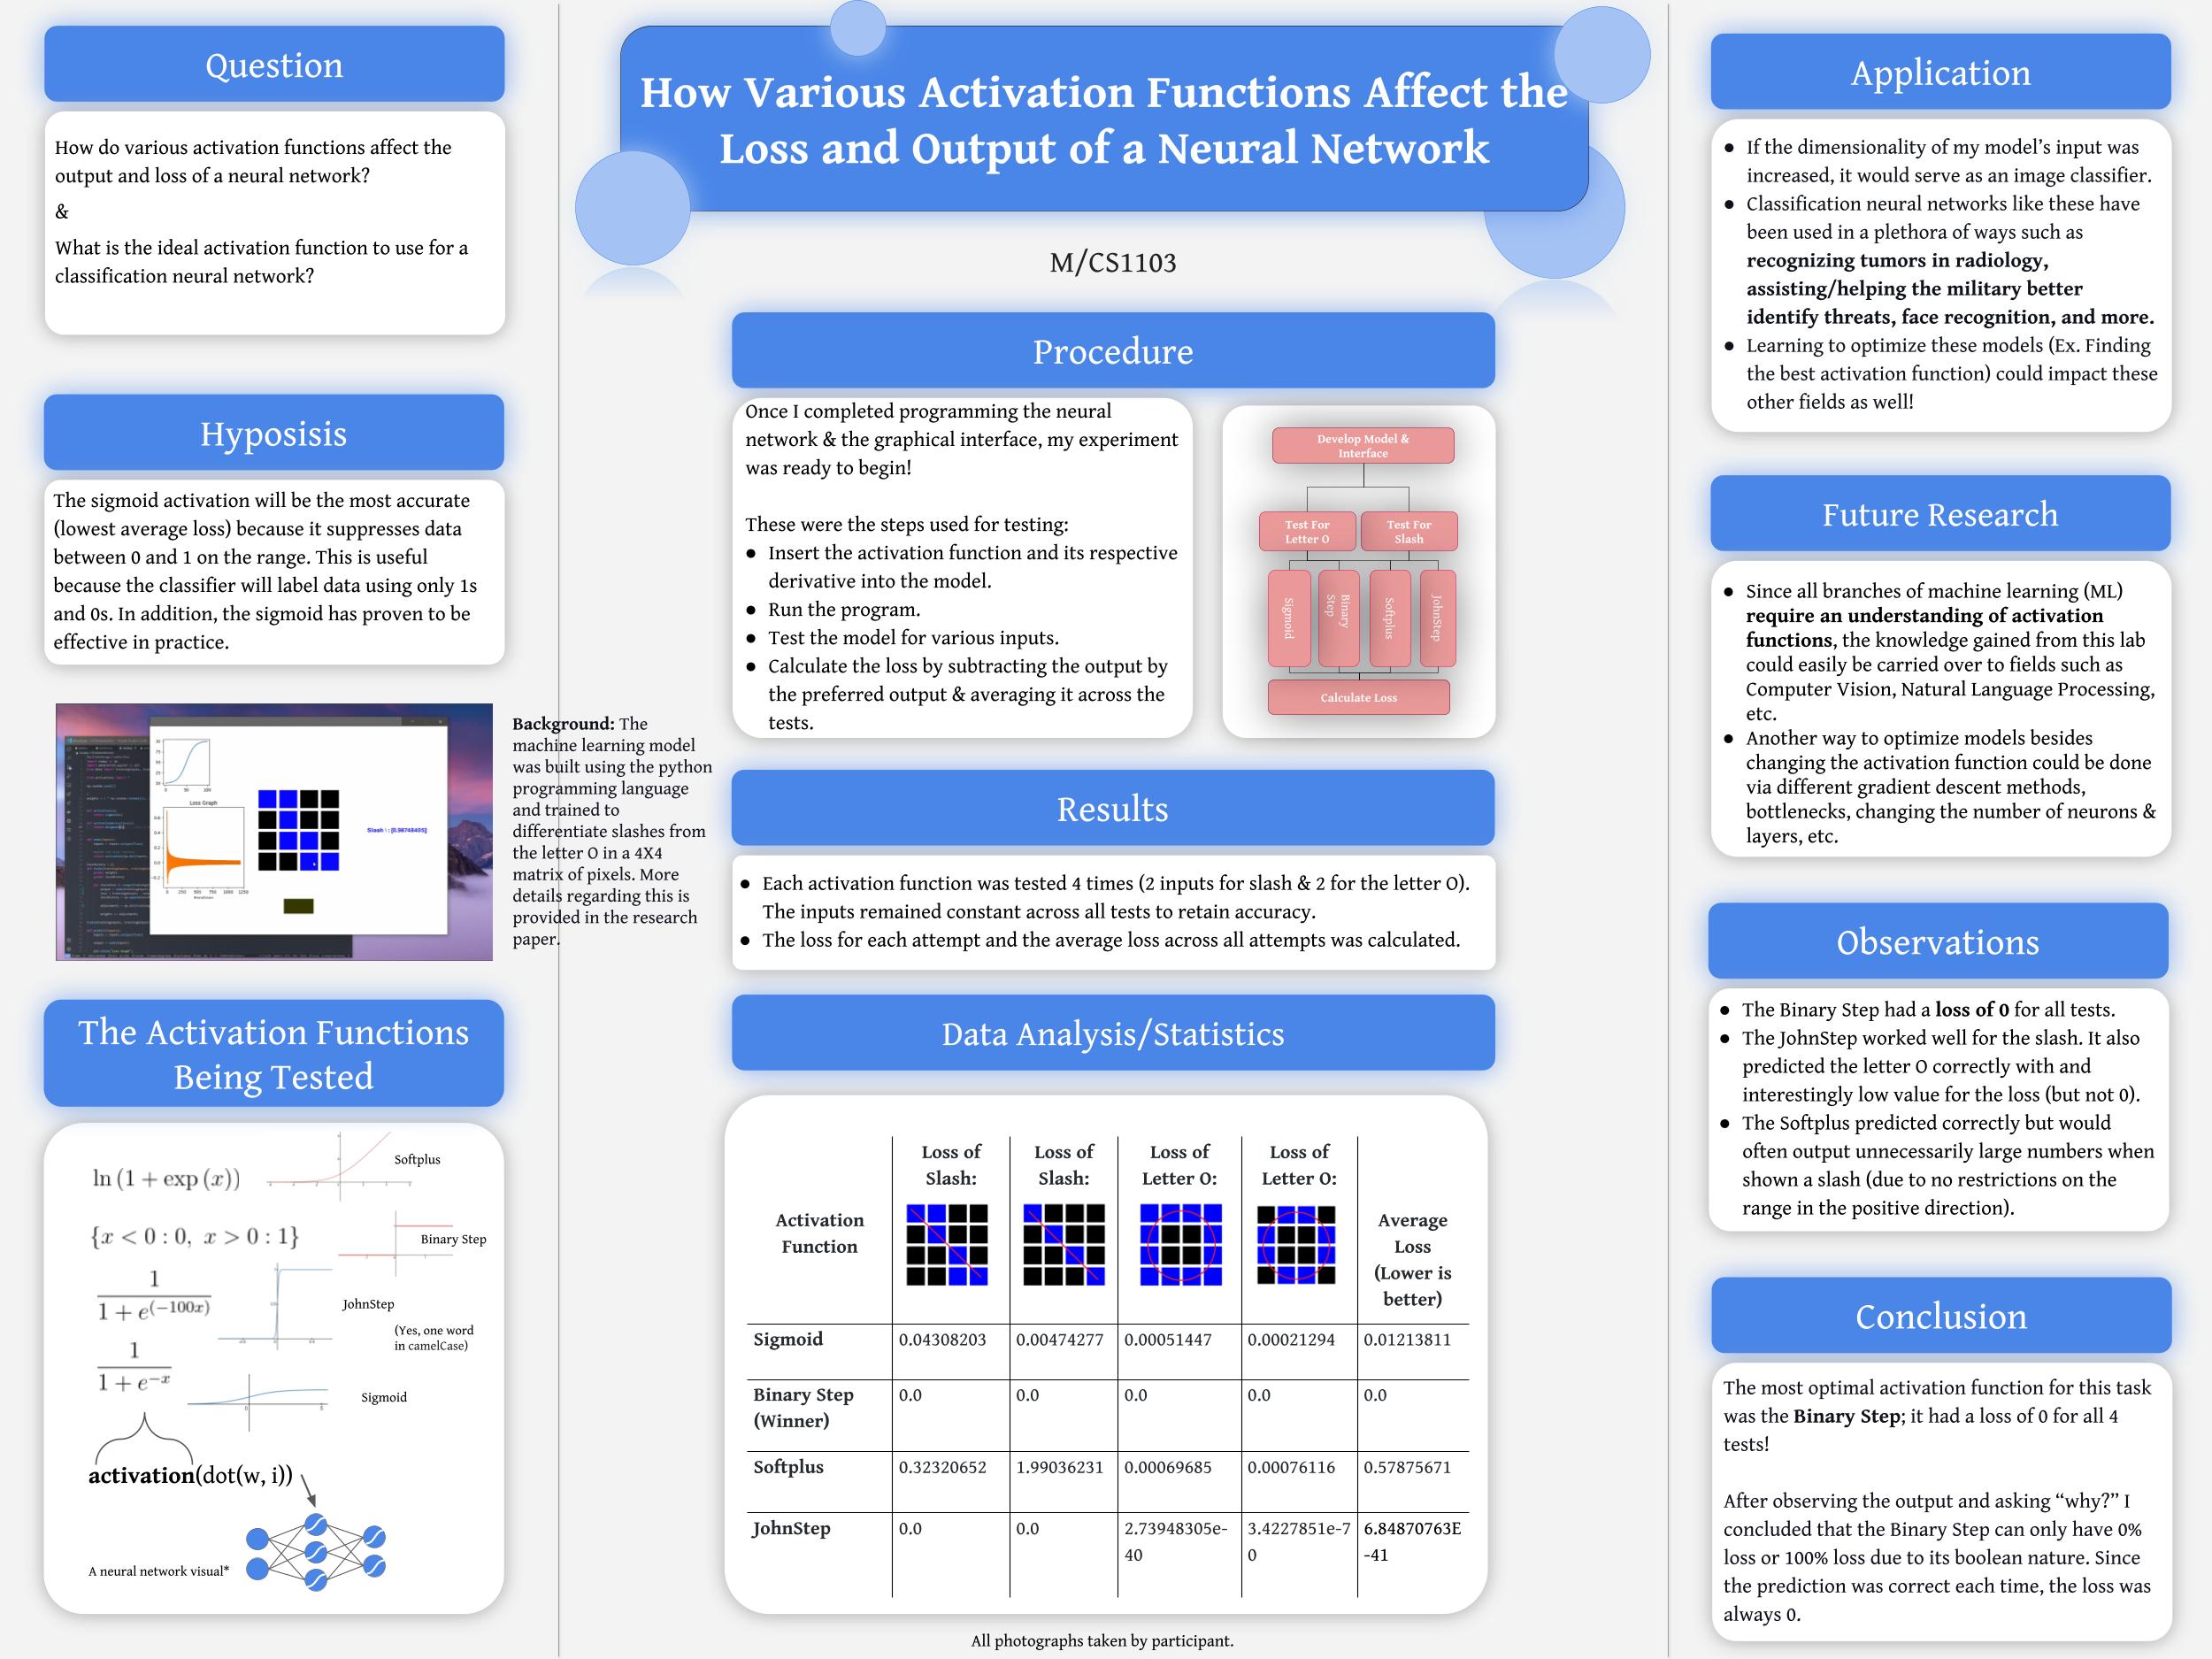 Question
How do various activation functions affect the
output and loss of a neural network?
&
What is the ideal activation function to use for a
classification neural network?
Hyposisis
The sigmoid activation will be the most accurate
(lowest average loss) because it suppresses data
between 0 and 1 on the range. This is useful
because the classifier will label data using only 1s
and 0s. In addition, the sigmoid has proven to be
effective in practice.
Loss Graph
Background: The
machine learning model
was built using the python
programming language
and trained to
differentiate slashes from
the letter O in a 4X4
matrix of pixels. More
details regarding this is
provided in the research
paper.
The Activation Functions
Being Tested
ln (1 + exp (x))
Softplus
{x < 0 : 0, x > 0 : 1}
Binary Step
1
1 + e^(−100x)
JohnStep
(Yes, one word
in camelCase)
1
1 + e^−x
Sigmoid
activation(dot(w, i))
A neural network visual*
How Various Activation Functions Affect the
Loss and Output of a Neural Network
M/CS1103
Procedure
Once I completed programming the neural
network & the graphical interface, my experiment
was ready to begin!
These were the steps used for testing:
● Insert the activation function and its respective
derivative into the model.
● Run the program.
● Test the model for various inputs.
● Calculate the loss by subtracting the output by
the preferred output & averaging it across the
tests.
Develop Model &
Interface
Test For
Letter O
Test For
Slash
Sigmoid
Binary
Step
Softplus
JohnStep
Calculate Loss
Results
● Each activation function was tested 4 times (2 inputs for slash & 2 for the letter O).
The inputs remained constant across all tests to retain accuracy.
● The loss for each attempt and the average loss across all attempts was calculated.
Data Analysis/Statistics
Activation
Function
Loss of
Slash:
Loss of
Slash:
Loss of
Letter O:
Loss of
Letter O:
Average
Loss
(Lower is
better)
Sigmoid 0.04308203 0.00474277 0.00051447 0.00021294 0.01213811
Binary Step
(Winner)
0.0 0.0 0.0 0.0 0.0
Softplus 0.32320652 1.99036231 0.00069685 0.00076116 0.57875671
JohnStep 0.0 0.0 2.73948305e- 3.4227851e-7 6.84870763E
40 0 -41
All photographs taken by participant.
Application
● If the dimensionality of my model’s input was
increased, it would serve as an image classifier.
● Classification neural networks like these have
been used in a plethora of ways such as
recognizing tumors in radiology,
assisting/helping the military better
identify threats, face recognition, and more.
● Learning to optimize these models (Ex. Finding
the best activation function) could impact these
other fields as well!
Future Research
● Since all branches of machine learning (ML)
require an understanding of activation
functions, the knowledge gained from this lab
could easily be carried over to fields such as
Computer Vision, Natural Language Processing,
etc.
● Another way to optimize models besides
changing the activation function could be done
via different gradient descent methods,
bottlenecks, changing the number of neurons &
layers, etc.
Observations
● The Binary Step had a loss of 0 for all tests.
● The JohnStep worked well for the slash. It also
predicted the letter O correctly with and
interestingly low value for the loss (but not 0).
● The Softplus predicted correctly but would
often output unnecessarily large numbers when
shown a slash (due to no restrictions on the
range in the positive direction).
Conclusion
The most optimal activation function for this task
was the Binary Step; it had a loss of 0 for all 4
tests!
After observing the output and asking “why?” I
concluded that the Binary Step can only have 0%
loss or 100% loss due to its boolean nature. Since
the prediction was correct each time, the loss was
always 0.